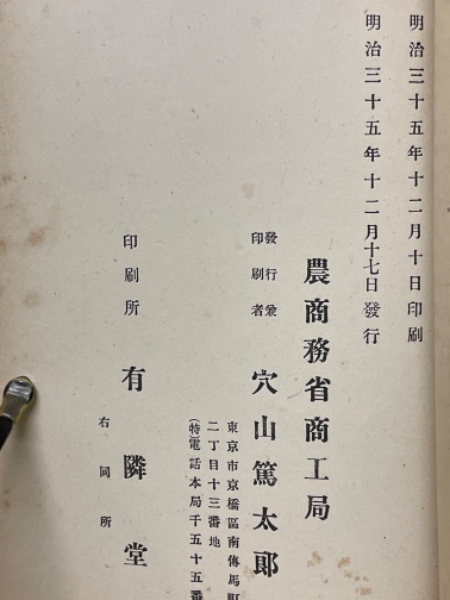 明治三十五年十二月十日印刷
明治三十五年十二月十七日發行
農商務省商工局
發行兼
印刷者
穴山篤太郎
東京市京橋區南傳馬町
二丁目十三番地
(特)電話本局千五十五番
印刷所
有隣堂
右同所